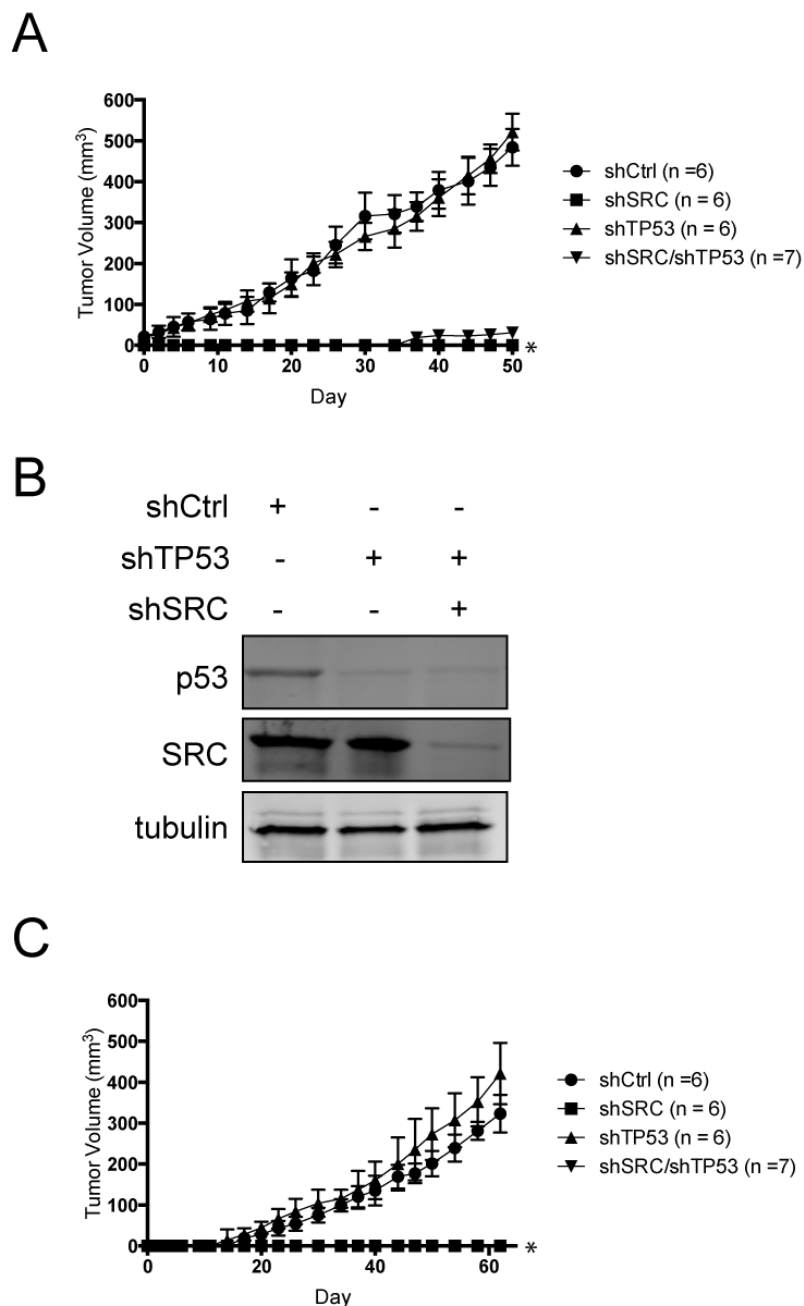 A
600
500
400
300
200
100
0
Tumor Volume (mm³)
0 10 20 30 40 50
*
Day
shCtrl (n =6)
shSRC (n = 6)
shTP53 (n = 6)
shSRC/shTP53 (n =7)
B
shCtrl + - -
shTP53 - + +
shSRC - - +
p53
SRC
tubulin
C
600
500
400
300
200
100
0
Tumor Volume (mm³)
0 20 40 60
*
Day
shCtrl (n =6)
shSRC (n = 6)
shTP53 (n = 6)
shSRC/shTP53 (n =7)